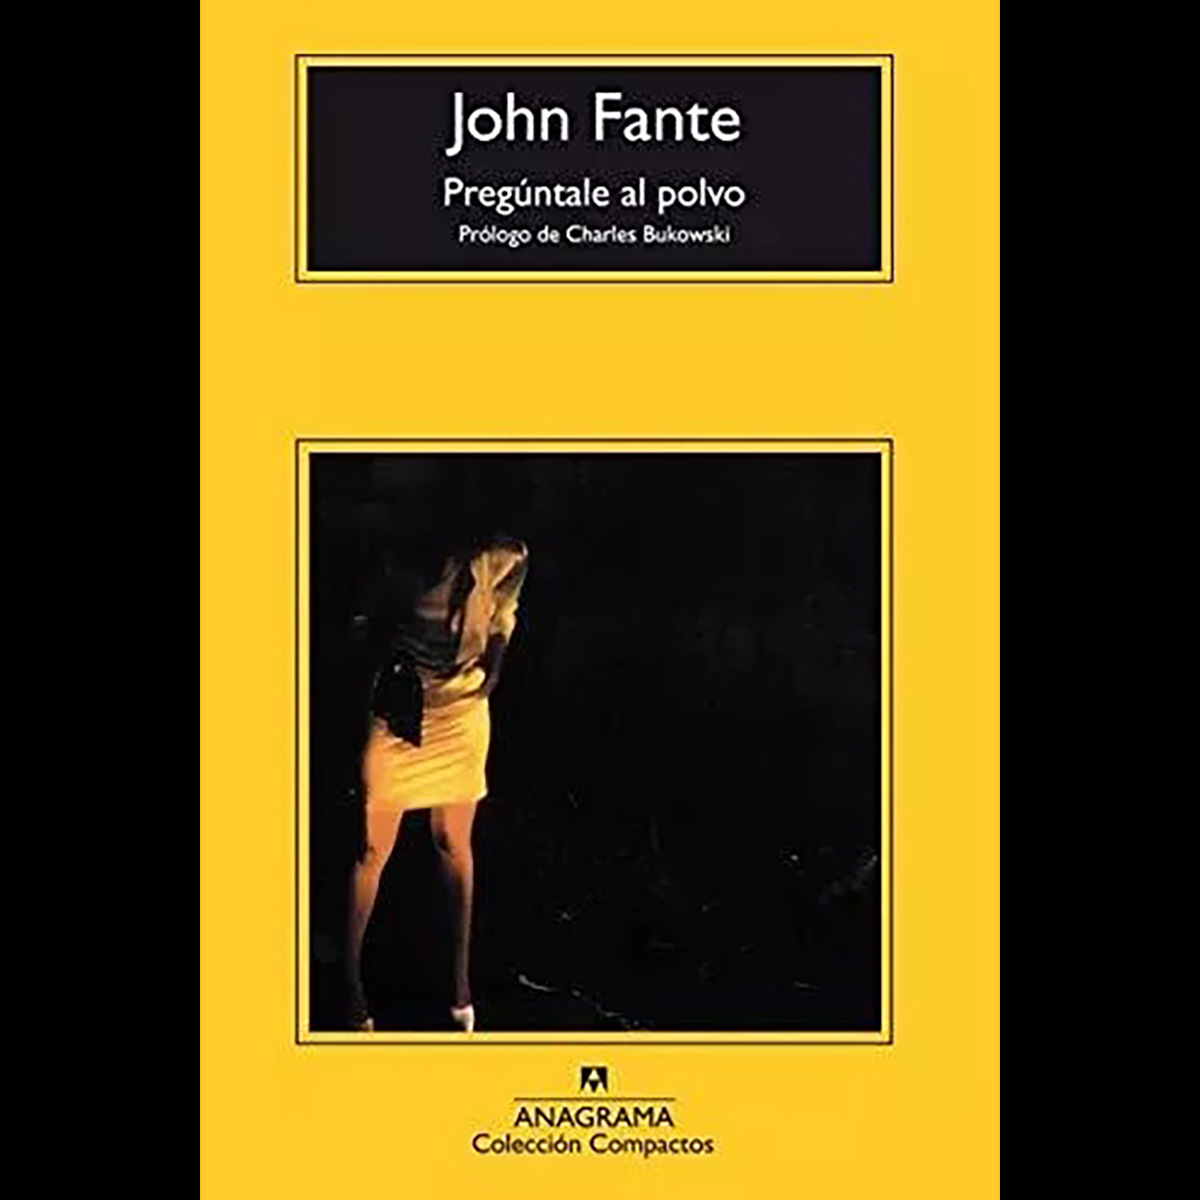 John Fante
Pregúntale al polvo
Prólogo de Charles Bukowski
ANAGRAMA
Colección Compactos